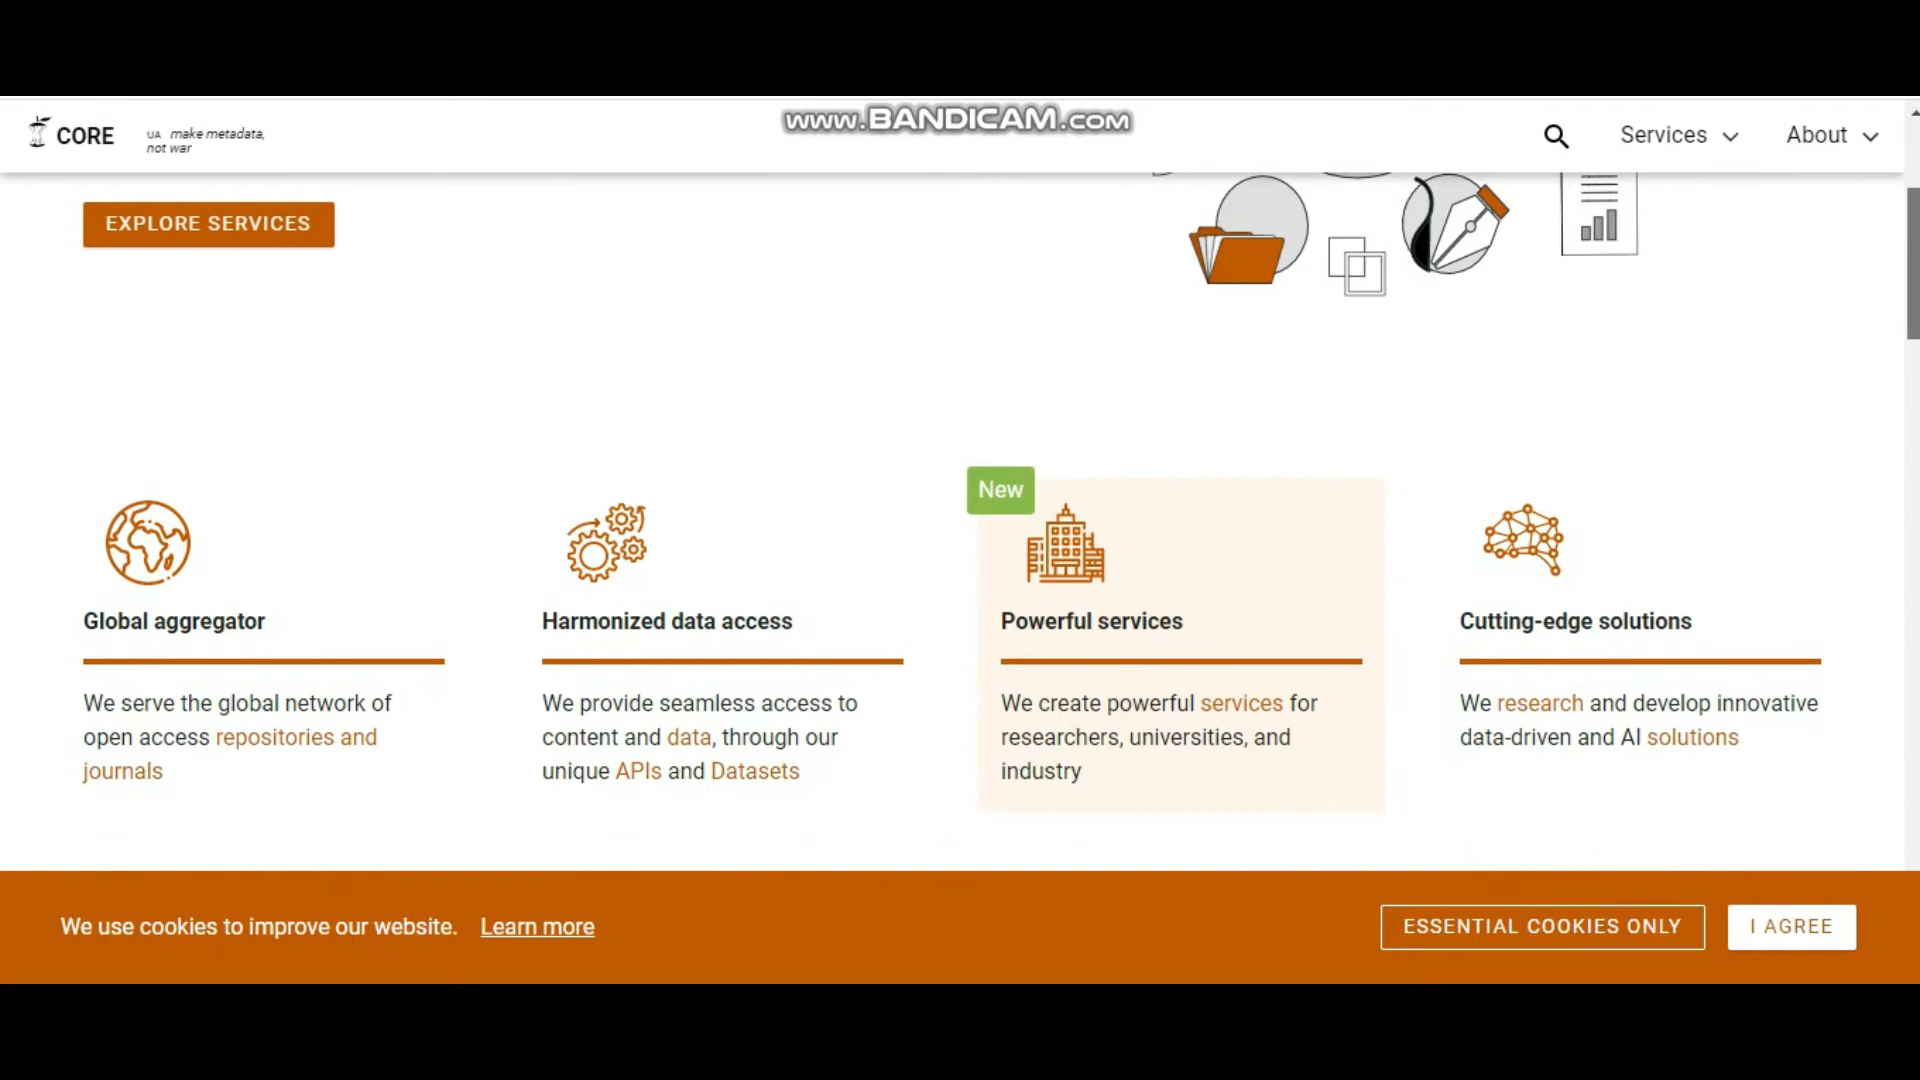 www.BANDICAM.com
CORE
UA make metadata,
not war
Services
About
EXPLORE SERVICES
New
Global aggregator
We serve the global network of
open access repositories and
journals
Harmonized data access
We provide seamless access to
content and data, through our
unique APIs and Datasets
Powerful services
We create powerful services for
researchers, universities, and
industry
Cutting-edge solutions
We research and develop innovative
data-driven and AI solutions
We use cookies to improve our website. Learn more
ESSENTIAL COOKIES ONLY
I AGREE